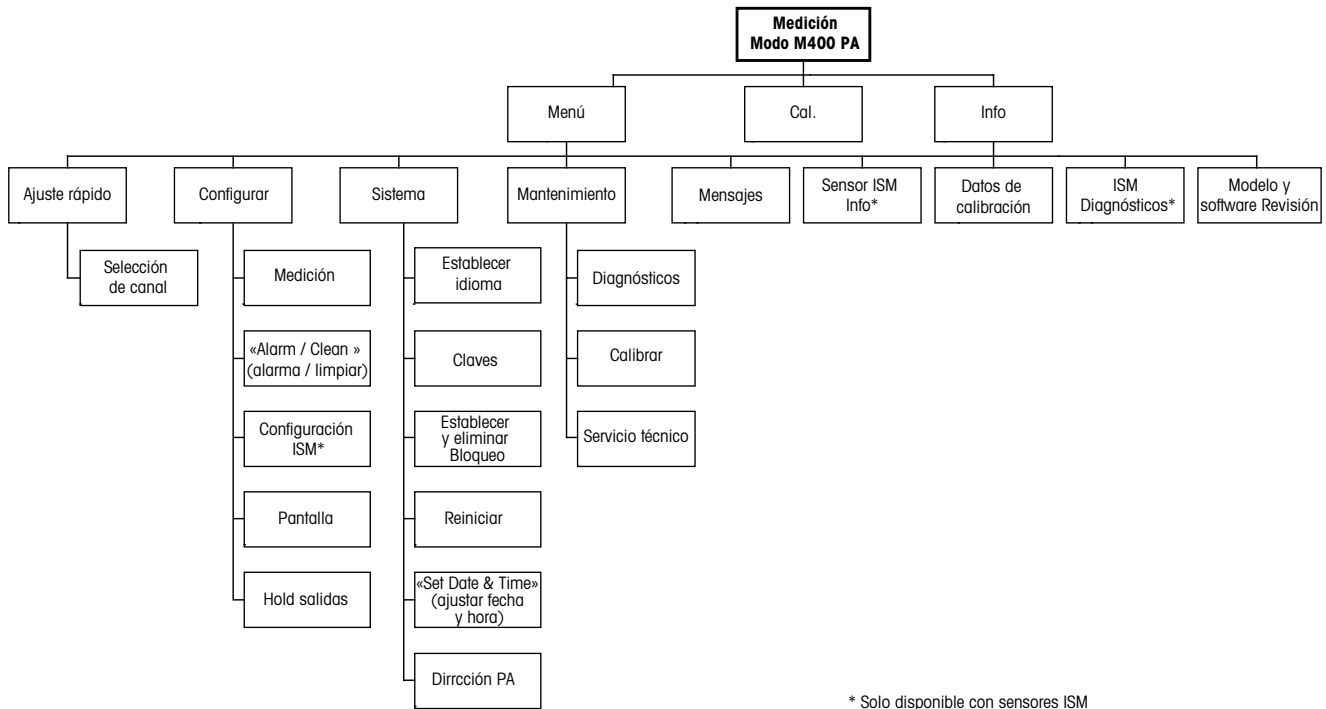 Medición
Modo M400 PA
Menú
Cal.
Info
Ajuste rápido
Configurar
Sistema
Mantenimiento
Mensajes
Sensor ISM
Info*
Datos de
calibración
ISM
Diagnósticos*
Modelo y
software Revisión
Selección
de canal
Medición
«Alarm / Clean »
(alarma / limpiar)
Configuración
ISM*
Pantalla
Hold salidas
Establecer
idioma
Claves
Establecer
y eliminar
Bloqueo
Reiniciar
«Set Date & Time»
(ajustar fecha
y hora)
Dirrcción PA
Diagnósticos
Calibrar
Servicio técnico
* Solo disponible con sensores ISM